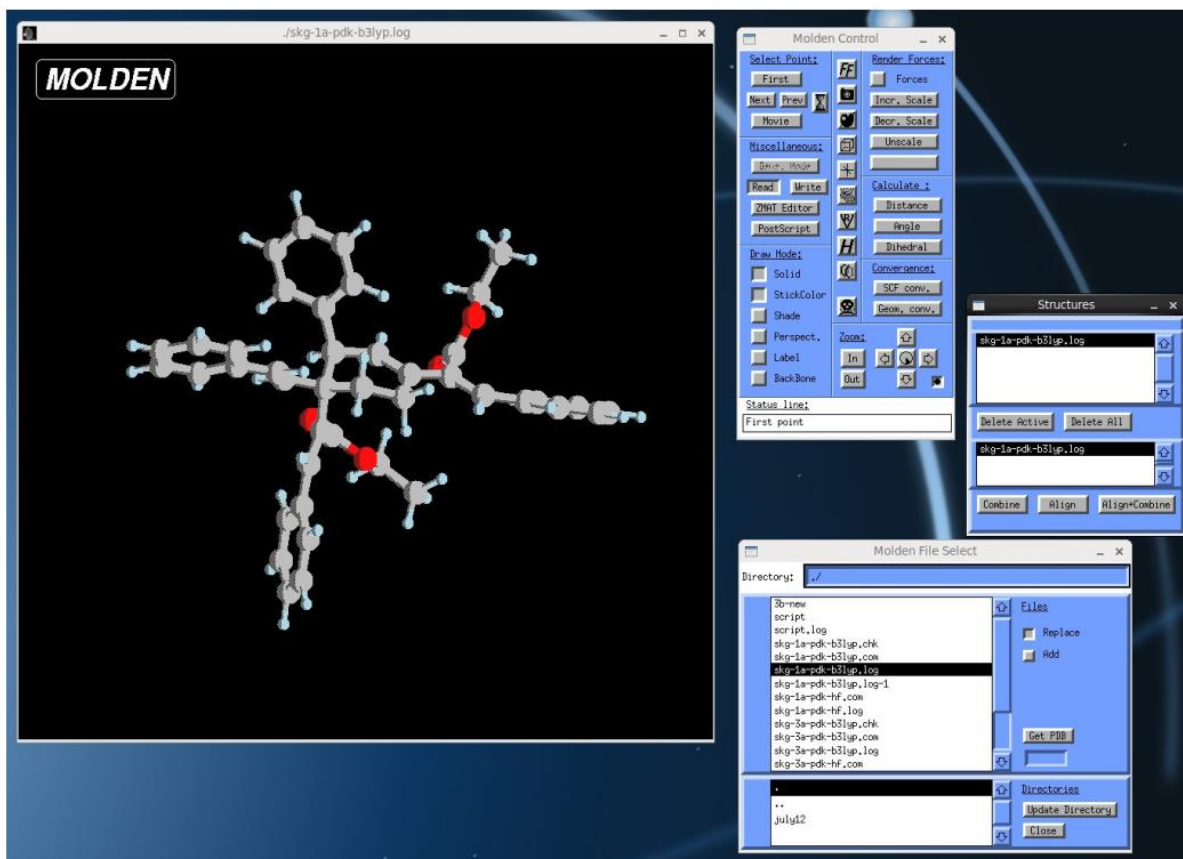 ./skg-1a-pdk-b3lyp.log
MOLDEN
Molden Control
Select Point:
First
Next Prev
Movie
Miscellaneous:
Read Write
ZMAT Editor
PostScript
Draw Mode:
Solid
StickColor
Shade
Perspect.
Label
BackBone
FF
H
Render Forces:
Forces
Incr. Scale
Decr. Scale
Unscale
Calculate :
Distance
Angle
Dihedral
Convergence:
SCF conv.
Geom. conv.
Zoom:
In
Out
Status line:
First point
Structures
skg-1a-pdk-b3lyp.log
Delete Active Delete All
skg-1a-pdk-b3lyp.log
Combine Align Align+Combine
Molden File Select
Directory: ./
3b-new
script
script.log
skg-1a-pdk-b3lyp.chk
skg-1a-pdk-b3lyp.com
skg-1a-pdk-b3lyp.log
skg-1a-pdk-b3lyp.log-1
skg-1a-pdk-hf.com
skg-1a-pdk-hf.log
skg-3a-pdk-b3lyp.chk
skg-3a-pdk-b3lyp.com
skg-3a-pdk-b3lyp.log
skg-3a-pdk-hf.com
Files
Replace
Add
Get PDB
.
..
july12
Directories
Update Directory
Close